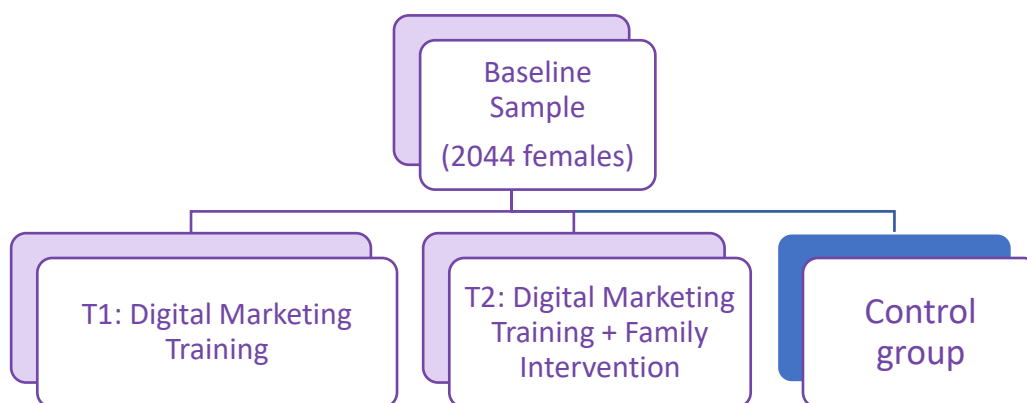 Baseline
Sample
(2044 females)
T1: Digital Marketing
Training
T2: Digital Marketing
Training + Family
Intervention
Control
group